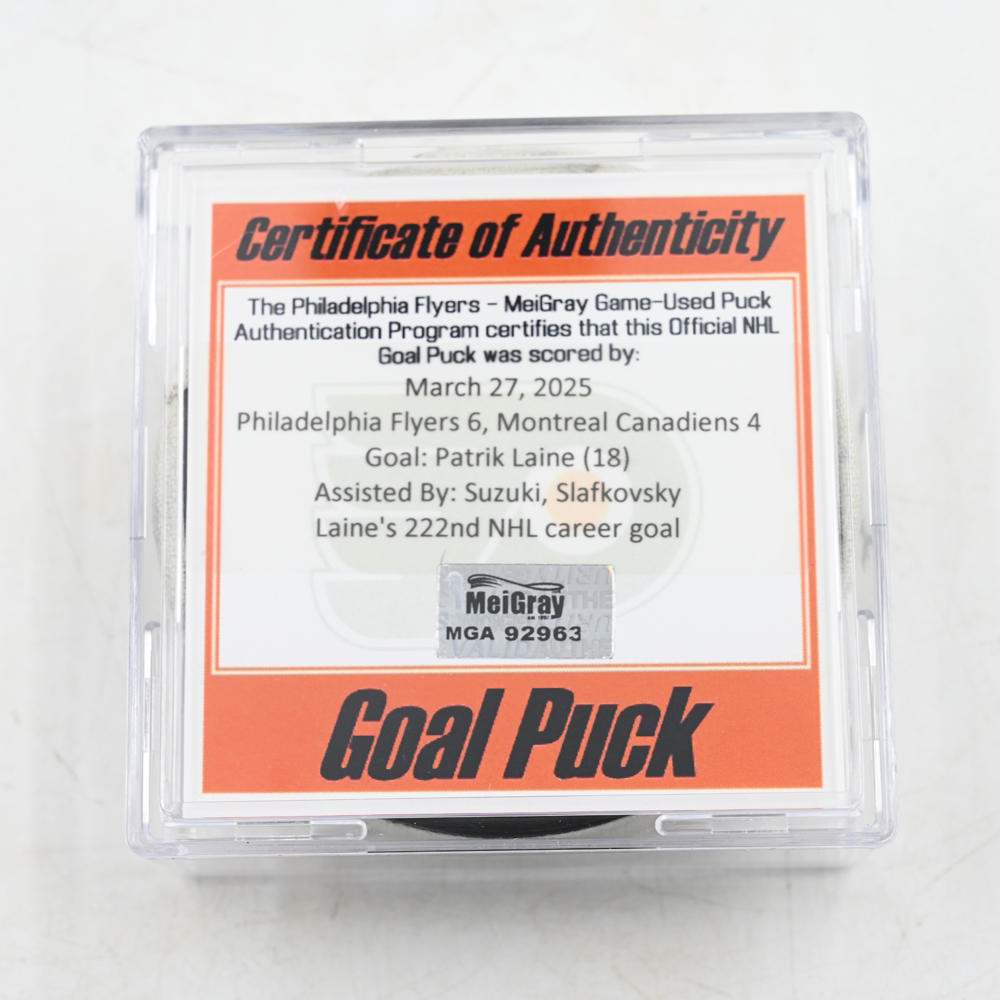 Certificate of Authenticity
The Philadelphia Flyers - MeiGray Game-Used Puck
Authentication Program certifies that this Official NHL
Goal Puck was scored by:
March 27, 2025
Philadelphia Flyers 6, Montreal Canadiens 4
Goal: Patrik Laine (18)
Assisted By: Suzuki, Slafkovsky
Laine's 222nd NHL career goal
MeiGray
MGA 92963
Goal Puck